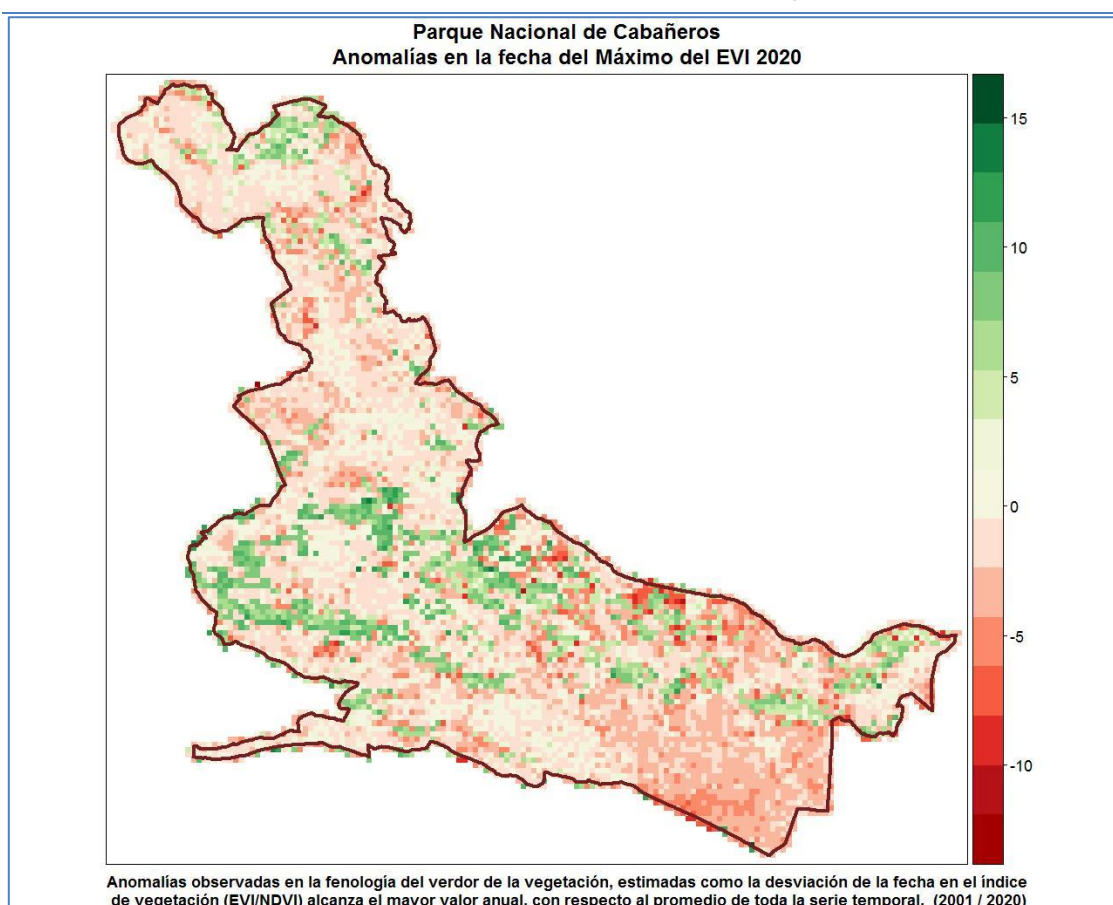 Parque Nacional de Cabañeros
Anomalías en la fecha del Máximo del EVI 2020
15
10
5
0
-5
-10
Anomalías observadas en la fenología del verdor de la vegetación, estimadas como la desviación de la fecha en el índice
de vegetación (EVI/NDVI) alcanza el mayor valor anual, con respecto al promedio de toda la serie temporal. (2001 / 2020)